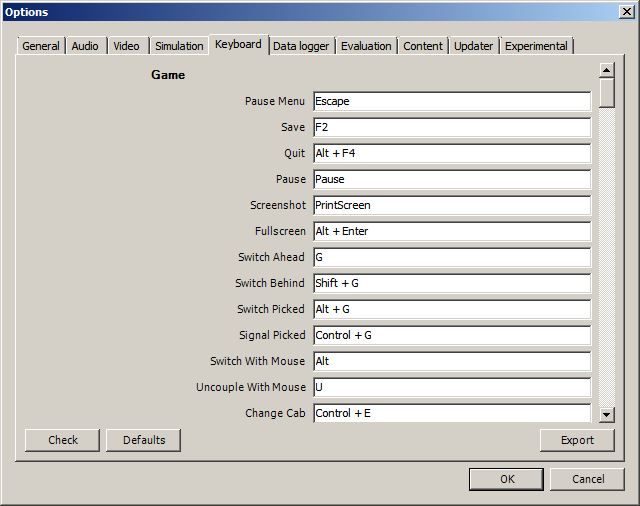 Options
General Audio Video Simulation Keyboard Data logger Evaluation Content Updater Experimental
Game
Pause Menu Escape
Save F2
Quit Alt + F4
Pause Pause
Screenshot PrintScreen
Fullscreen Alt + Enter
Switch Ahead G
Switch Behind Shift + G
Switch Picked Alt + G
Signal Picked Control + G
Switch With Mouse Alt
Uncouple With Mouse U
Change Cab Control + E
Check Defaults Export
OK Cancel